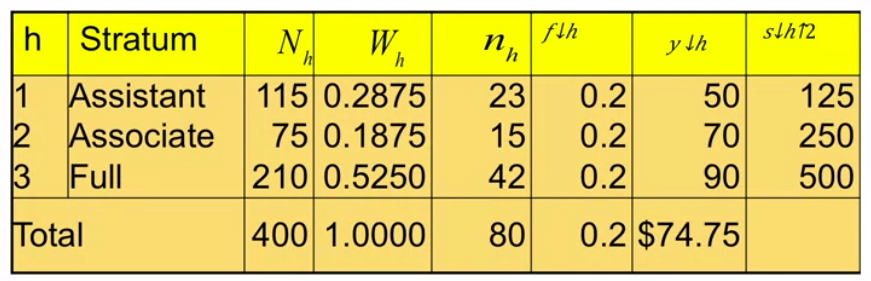 h Stratum N_h W_h n_h f↓h y↓h s↓h↑2
1 Assistant 115 0.2875 23 0.2 50 125
2 Associate 75 0.1875 15 0.2 70 250
3 Full 210 0.5250 42 0.2 90 500
Total 400 1.0000 80 0.2 $74.75